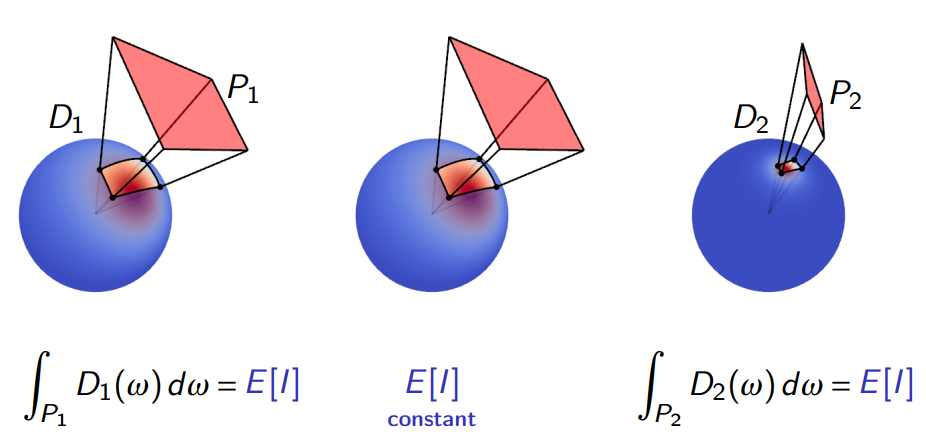 D₁
P₁
D₂
P₂
∫_{P₁} D₁(ω) dω = E[I]
E[I]
constant
∫_{P₂} D₂(ω) dω = E[I]